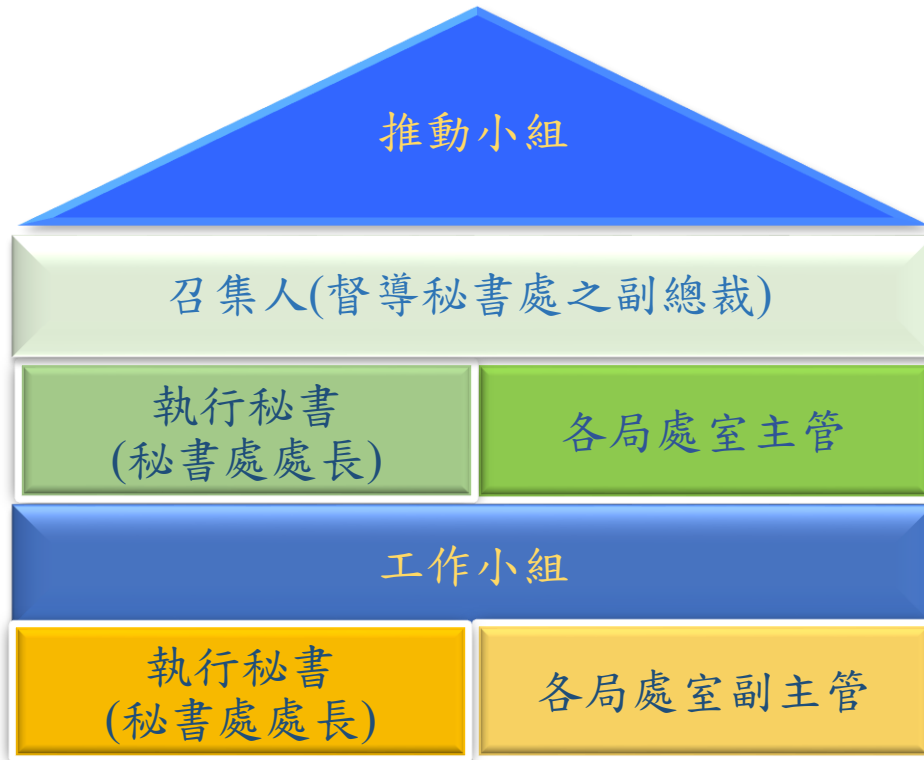 推動小組
召集人(督導秘書處之副總裁)
執行秘書
(秘書處處長)
各局處室主管
工作小組
執行秘書
(秘書處處長)
各局處室副主管